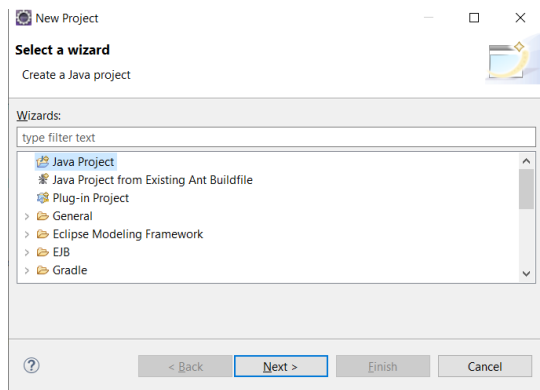 New Project
Select a wizard
Create a Java project
Wizards:
type filter text
Java Project
Java Project from Existing Ant Buildfile
Plug-in Project
General
Eclipse Modeling Framework
EJB
Gradle
?
< Back Next > Finish Cancel